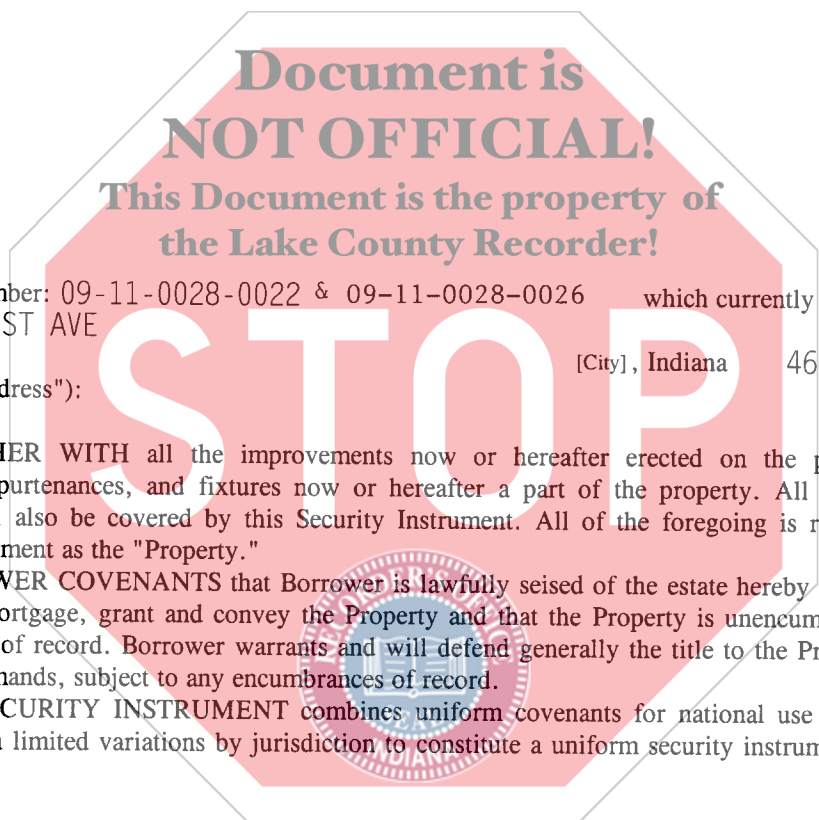 Document is
NOT OFFICIAL!
This Document is the property of
the Lake County Recorder!
nber: 09-11-0028-0022 & 09-11-0028-0026 which currently
ST AVE
[City] , Indiana 46
dress"):
STOP
HER WITH all the improvements now or hereafter erected on the p
purtenances, and fixtures now or hereafter a part of the property. All
also be covered by this Security Instrument. All of the foregoing is r
ment as the "Property."
WER COVENANTS that Borrower is lawfully seised of the estate hereby
ortgage, grant and convey the Property and that the Property is unencum
of record. Borrower warrants and will defend generally the title to the Pr
nands, subject to any encumbrances of record.
CURITY INSTRUMENT combines uniform covenants for national use
limited variations by jurisdiction to constitute a uniform security instrum
INDIANA